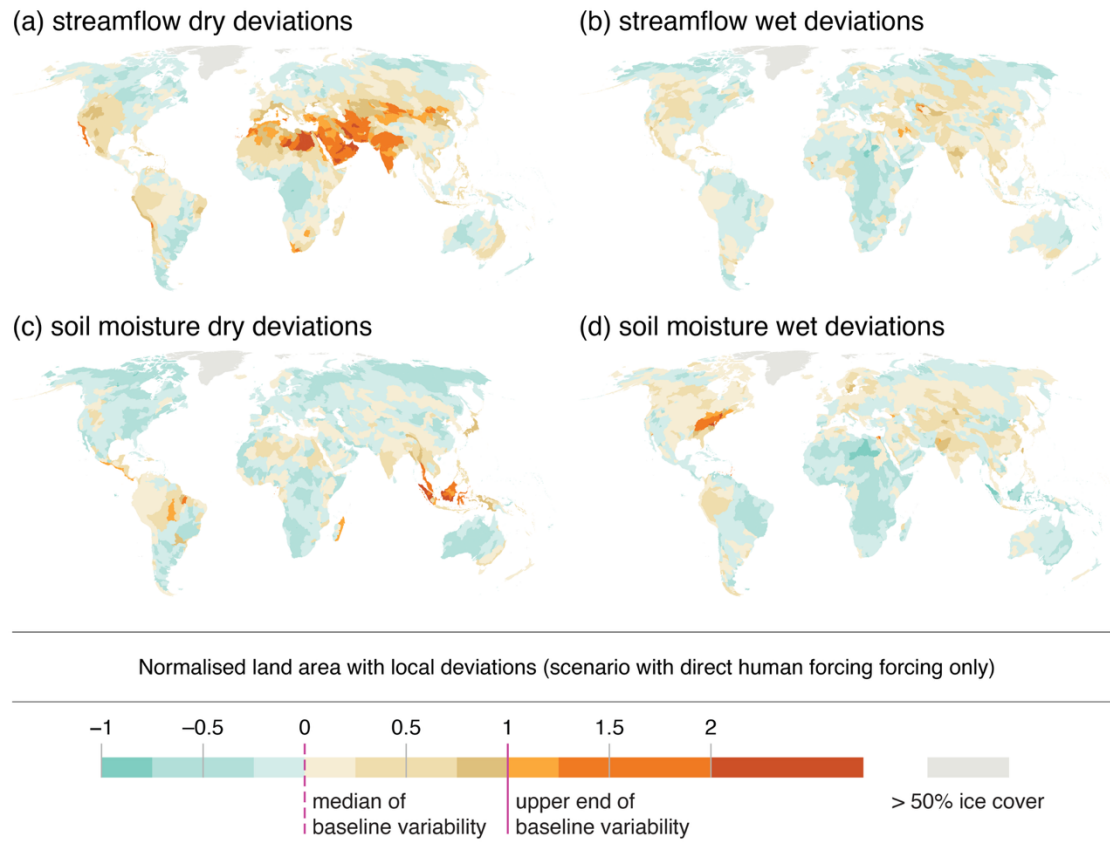 (a) streamflow dry deviations
(b) streamflow wet deviations
(c) soil moisture dry deviations
(d) soil moisture wet deviations
Normalised land area with local deviations (scenario with direct human forcing forcing only)
−1 −0.5 0 0.5 1 1.5 2
median of
baseline variability
upper end of
baseline variability
> 50% ice cover